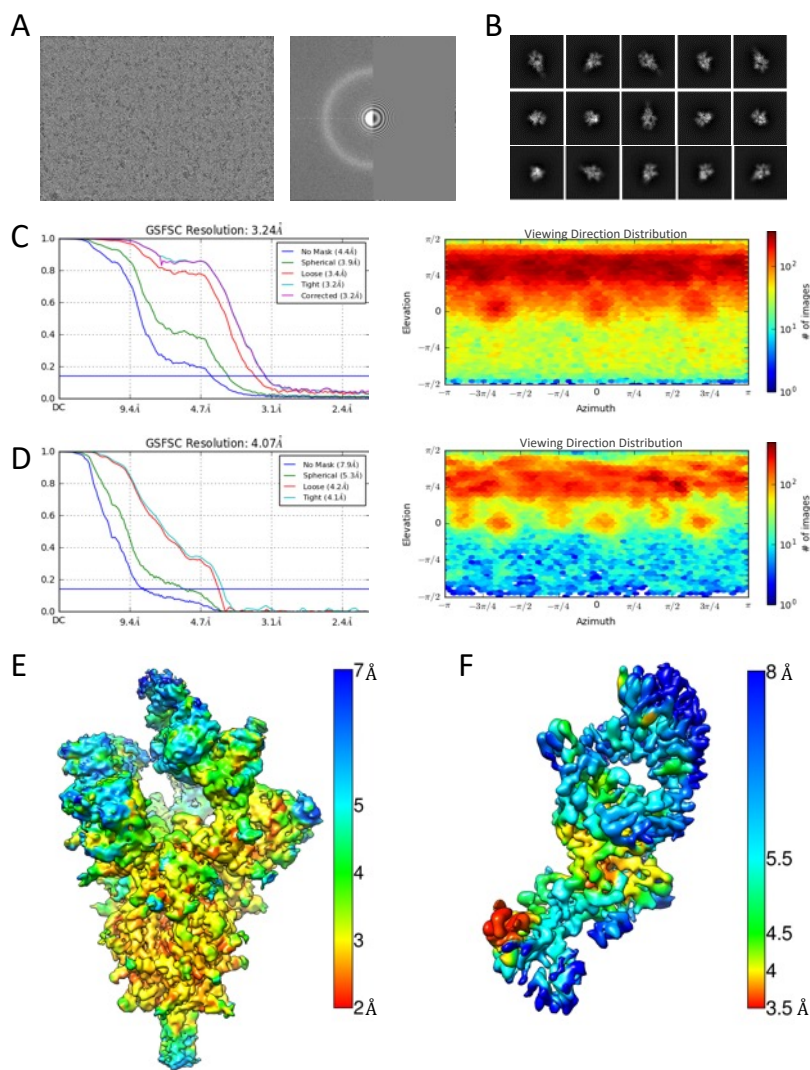 A
B
C
GSFSC Resolution: 3.24Å
1.0
0.8
0.6
0.4
0.2
0.0
DC
9.4Å
4.7Å
3.1Å
2.4Å
No Mask (4.4Å)
Spherical (3.9Å)
Loose (3.4Å)
Tight (3.2Å)
Corrected (3.2Å)
Viewing Direction Distribution
Elevation
π/2
π/4
0
−π/4
−π/2
−π
−3π/4
−π/2
−π/4
0
π/4
π/2
3π/4
π
Azimuth
10²
10¹
10⁰
# of images
D
GSFSC Resolution: 4.07Å
1.0
0.8
0.6
0.4
0.2
0.0
DC
9.4Å
4.7Å
3.1Å
2.4Å
No Mask (7.9Å)
Spherical (5.3Å)
Loose (4.2Å)
Tight (4.1Å)
Viewing Direction Distribution
Elevation
π/2
π/4
0
−π/4
−π/2
−π
−3π/4
−π/2
−π/4
0
π/4
π/2
3π/4
π
Azimuth
10²
10¹
10⁰
# of images
E
7Å
5
4
3
2Å
F
8Å
5.5
4.5
4
3.5Å